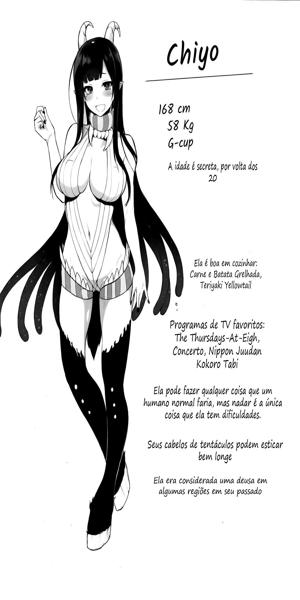 Chiyo
168 cm
58 Kg
G-cup
A idade é secreta, por volta dos
20
Ela é boa em cozinhar:
Carne e Batata Grelhada,
Teriyaki Yellowtail
Programas de TV favoritos:
The Thursdays-At-Eigh,
Concerto, Nippon Juudan
Kokoro Tabi
Ela pode fazer qualquer coisa que um
humano normal faria, mas nadar é a única
coisa que ela tem dificuldades.
Seus cabelos de tentáculos podem esticar
bem longe
Ela era considerada uma deusa em
algumas regiões em seu passado